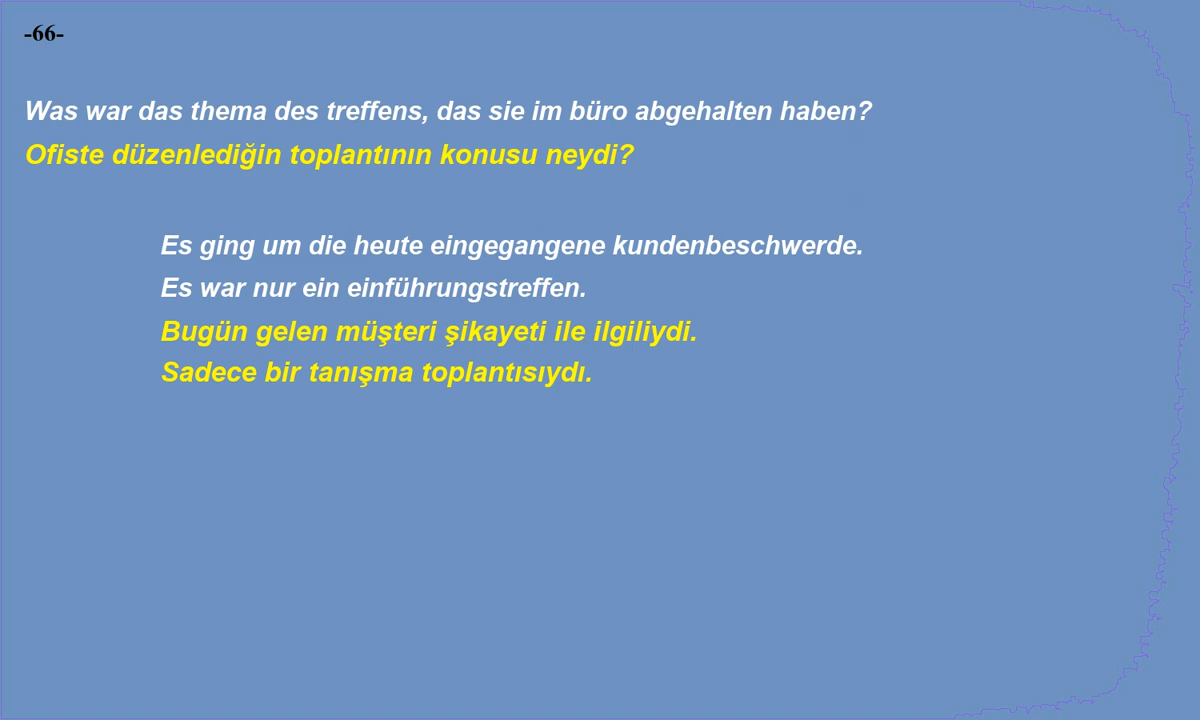 -66-
Was war das thema des treffens, das sie im büro abgehalten haben?
Ofiste düzenlediğin toplantının konusu neydi?
Es ging um die heute eingegangene kundenbeschwerde.
Es war nur ein einführungstreffen.
Bugün gelen müşteri şikayeti ile ilgiliydi.
Sadece bir tanışma toplantısıydı.